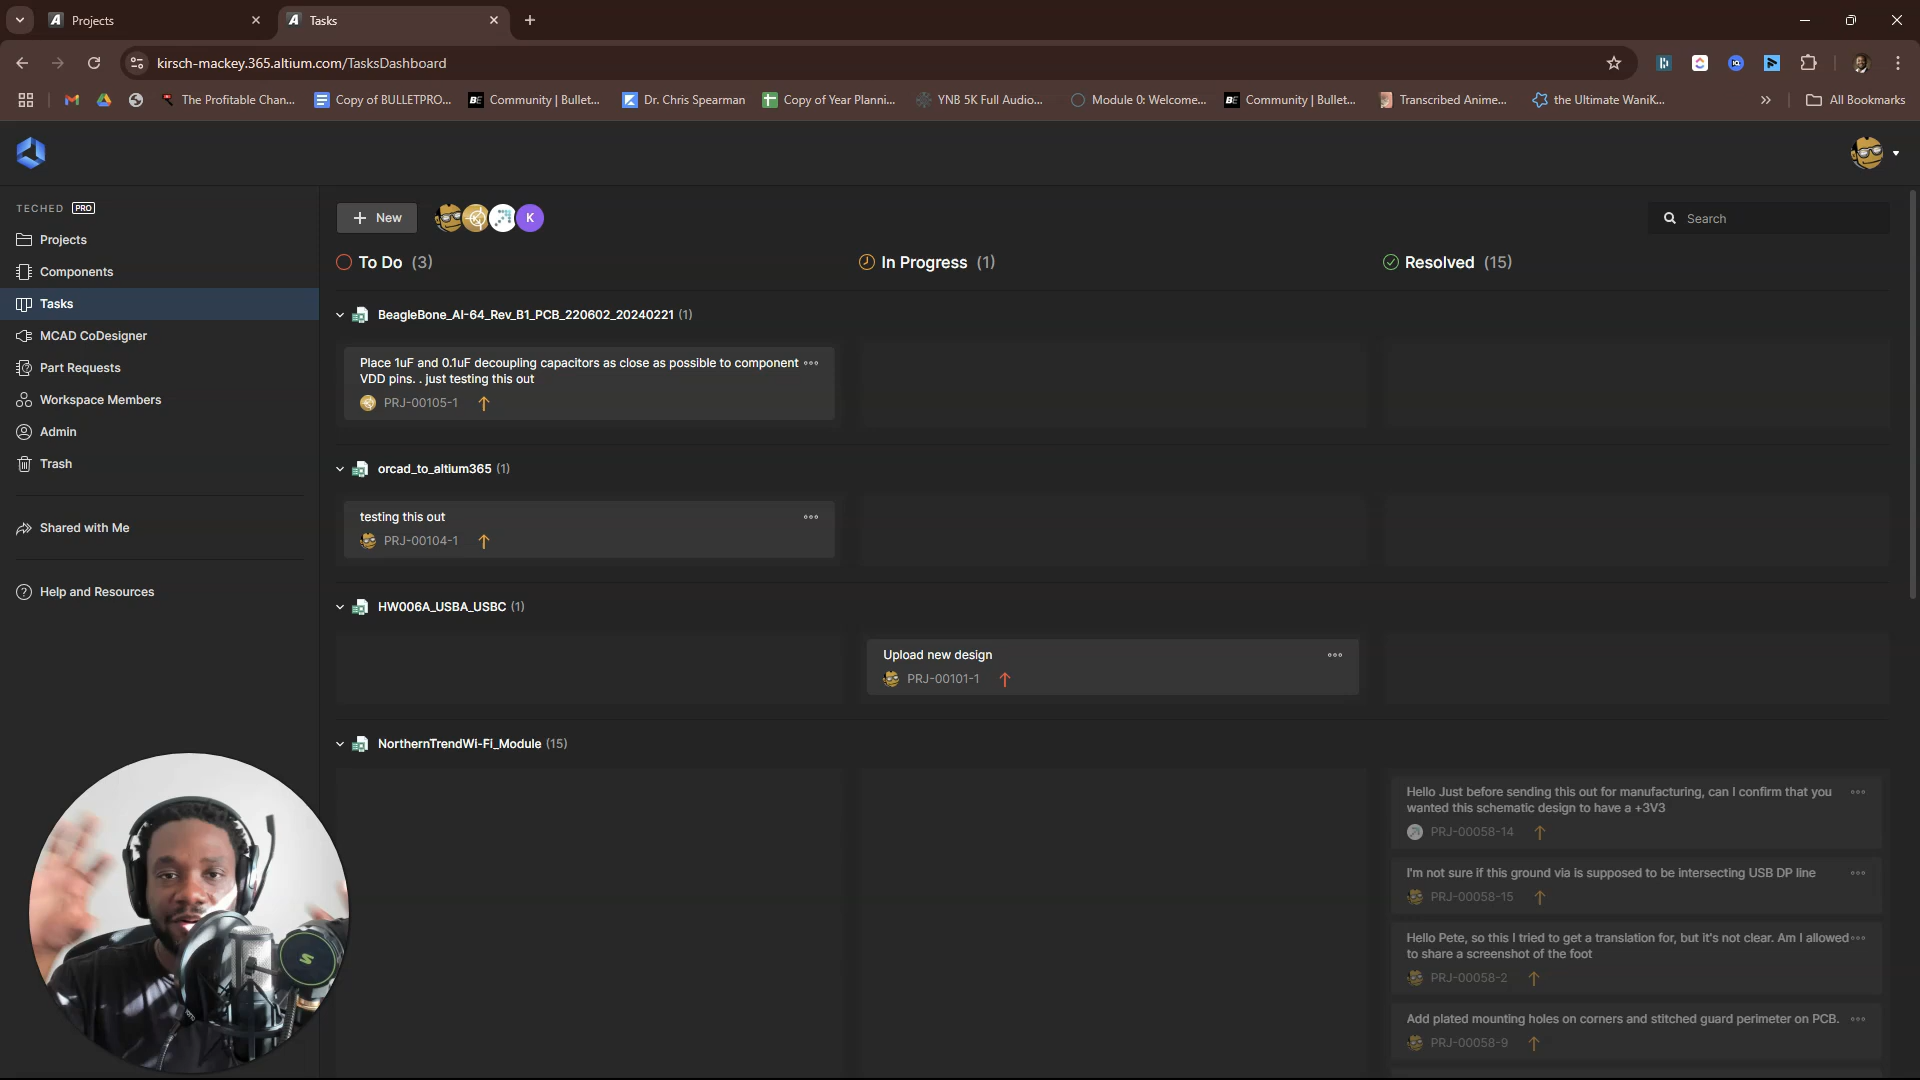 Projects
Tasks
kirsch-mackey.365.altium.com/TasksDashboard
The Profitable Chan...
Copy of BULLETPRO...
Community | Bullet...
Dr. Chris Spearman
Copy of Year Planni...
YNB 5K Full Audio...
Module 0: Welcome...
Community | Bullet...
Transcribed Anime...
the Ultimate WaniK...
All Bookmarks
TECHED PRO
Projects
Components
Tasks
MCAD CoDesigner
Part Requests
Workspace Members
Admin
Trash
Shared with Me
Help and Resources
New
K
Search
To Do (3)
In Progress (1)
Resolved (15)
BeagleBone_AI-64_Rev_B1_PCB_220602_20240221 (1)
Place 1uF and 0.1uF decoupling capacitors as close as possible to component
VDD pins. . just testing this out
PRJ-00105-1
orcad_to_altium365 (1)
testing this out
PRJ-00104-1
HW006A_USBA_USBC (1)
Upload new design
PRJ-00101-1
NorthernTrendWi-Fi_Module (15)
Hello Just before sending this out for manufacturing, can I confirm that you
wanted this schematic design to have a +3V3
PRJ-00058-14
I'm not sure if this ground via is supposed to be intersecting USB DP line
PRJ-00058-15
Hello Pete, so this I tried to get a translation for, but it's not clear. Am I allowed
to share a screenshot of the foot
PRJ-00058-2
Add plated mounting holes on corners and stitched guard perimeter on PCB.
PRJ-00058-9